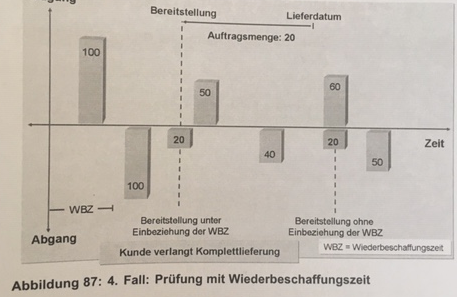 Bereitstellung
Lieferdatum
Auftragsmenge: 20
100
50
60
Zeit
20
20
40
50
100
WBZ
Bereitstellung unter
Einbeziehung der WBZ
Bereitstellung ohne
Einbeziehung der WBZ
Abgang
Kunde verlangt Komplettlieferung
WBZ = Wiederbeschaffungszeit
Abbildung 87: 4. Fall: Prüfung mit Wiederbeschaffungszeit